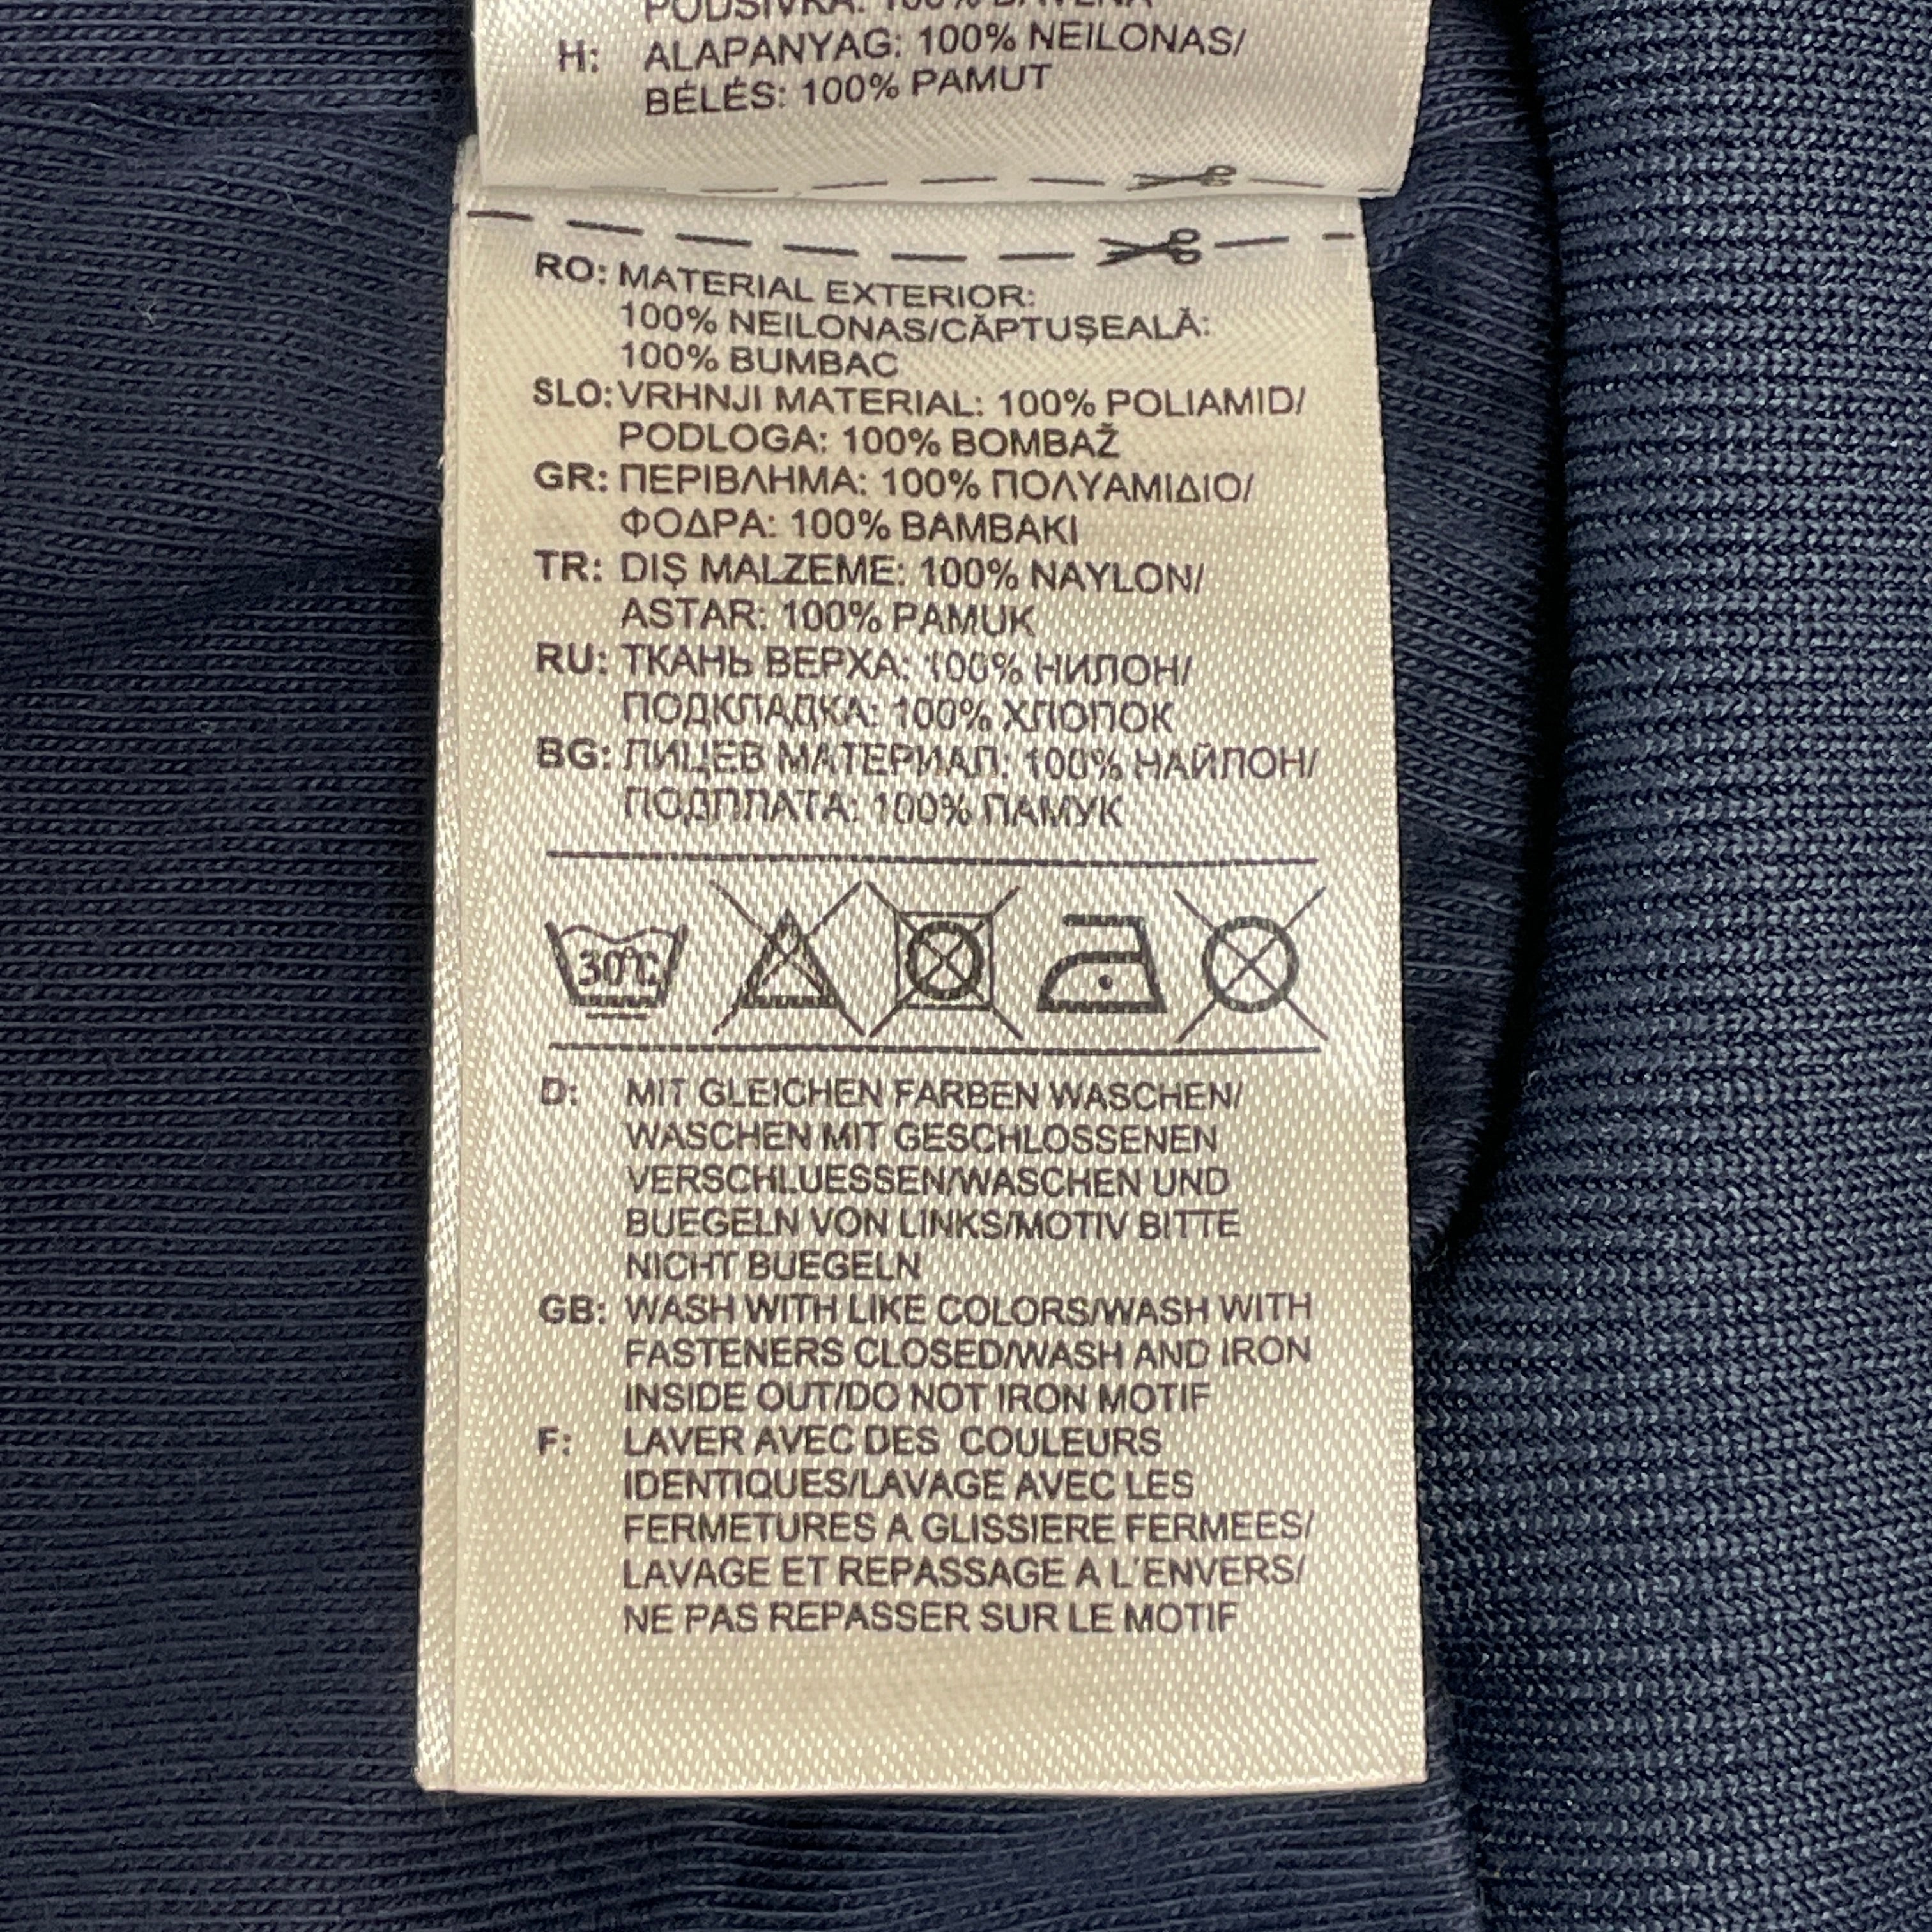 PODSÍVKA: 100% BAVLNA
H: ALAPANYAG: 100% NEILONAS/
BÉLÉS: 100% PAMUT
RO: MATERIAL EXTERIOR:
100% NEILONAS/CĂPTUȘEALĂ:
100% BUMBAC
SLO: VRHNJI MATERIAL: 100% POLIAMID/
PODLOGA: 100% BOMBAŽ
GR: ΠΕΡΙΒΛΗΜΑ: 100% ΠΟΛΥΑΜΙΔΙΟ/
ΦΟΔΡΑ: 100% ΒΑΜΒΑΚΙ
TR: DIŞ MALZEME: 100% NAYLON/
ASTAR: 100% PAMUK
RU: ТКАНЬ ВЕРХА: 100% НИЛОН/
ПОДКЛАДКА: 100% ХЛОПОК
BG: ЛИЦЕВ МАТЕРИАЛ: 100% НАЙЛОН/
ПОДПЛАТА: 100% ПАМУК
30°C
D: MIT GLEICHEN FARBEN WASCHEN/
WASCHEN MIT GESCHLOSSENEN
VERSCHLUESSEN/WASCHEN UND
BUEGELN VON LINKS/MOTIV BITTE
NICHT BUEGELN
GB: WASH WITH LIKE COLORS/WASH WITH
FASTENERS CLOSED/WASH AND IRON
INSIDE OUT/DO NOT IRON MOTIF
F: LAVER AVEC DES COULEURS
IDENTIQUES/LAVAGE AVEC LES
FERMETURES A GLISSIERE FERMEES/
LAVAGE ET REPASSAGE A L'ENVERS/
NE PAS REPASSER SUR LE MOTIF